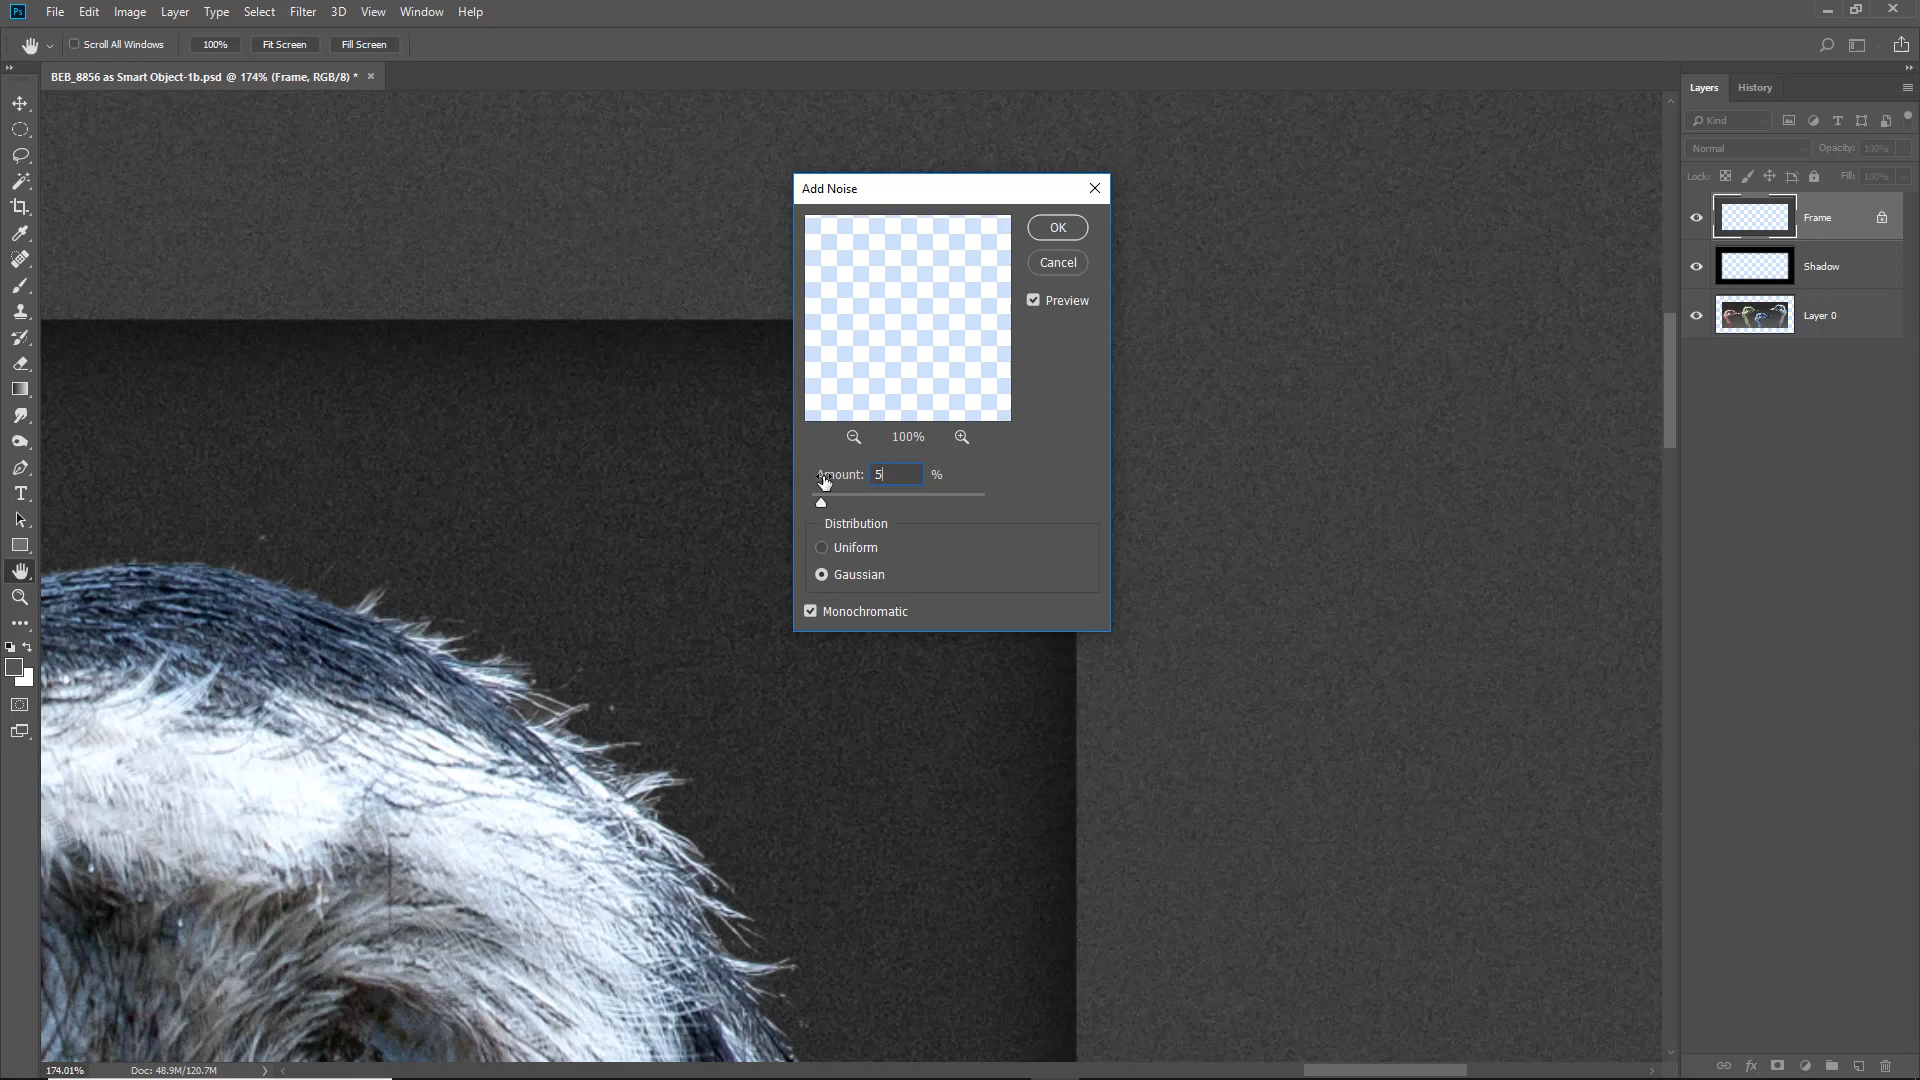 Ps File Edit Image Layer Type Select Filter 3D View Window Help
Scroll All Windows 100% Fit Screen Fill Screen
BEB_8856 as Smart Object-1b.psd @ 174% (Frame, RGB/8) *
Layers History
Kind
Normal Opacity: 100%
Lock: Fill: 100%
Frame
Shadow
Layer 0
Add Noise
OK
Cancel
Preview
100%
Amount: 5 %
Distribution
Uniform
Gaussian
Monochromatic
174.01% Doc: 48.9M/120.7M